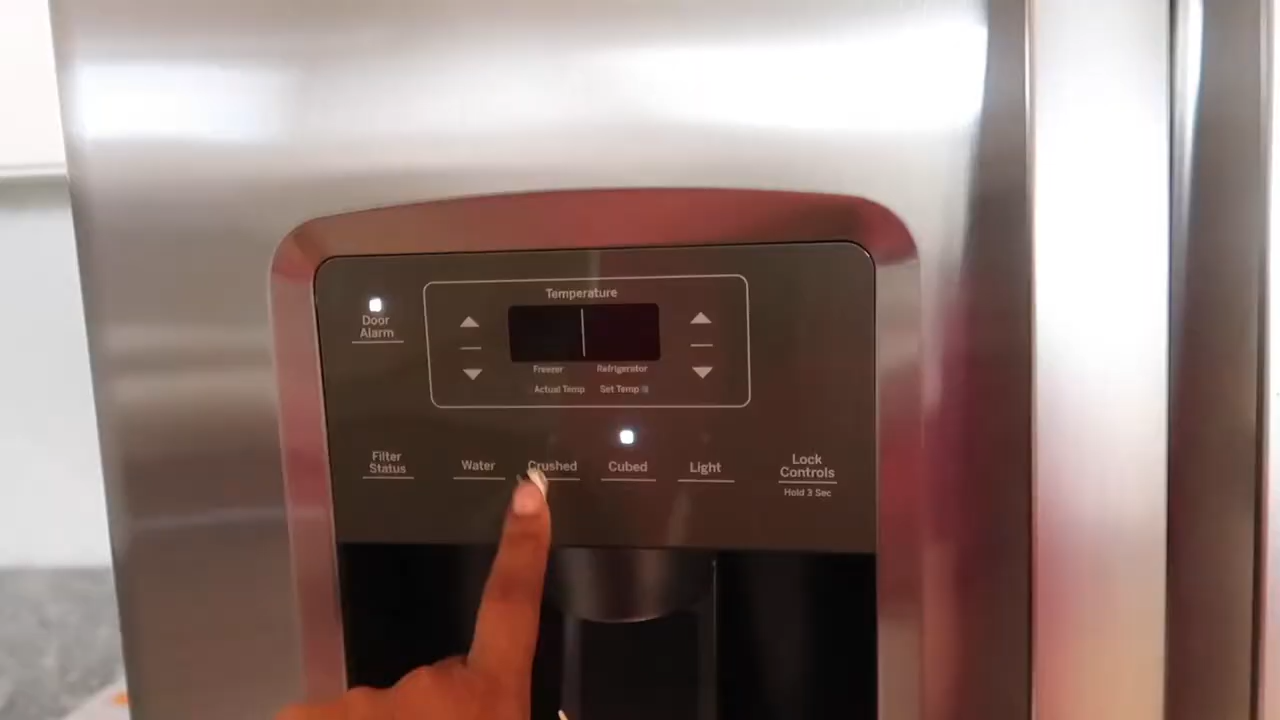 Temperature
Door
Alarm
Freezer Refrigerator
Actual Temp Set Temp
Filter
Status
Water
Crushed
Cubed
Light
Lock
Controls
Hold 3 Sec